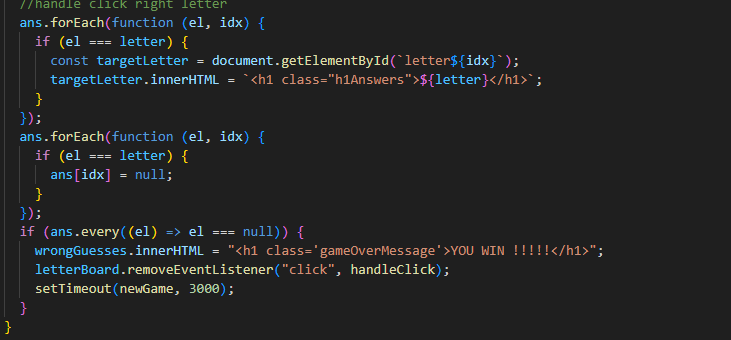 //handle click right letter
ans.forEach(function (el, idx) {
if (el === letter) {
const targetLetter = document.getElementById(`letter${idx}`);
targetLetter.innerHTML = `<h1 class="h1Answers">${letter}</h1>`;
}
});
ans.forEach(function (el, idx) {
if (el === letter) {
ans[idx] = null;
}
});
if (ans.every((el) => el === null)) {
wrongGuesses.innerHTML = "<h1 class='gameOverMessage'>YOU WIN !!!!!</h1>";
letterBoard.removeEventListener("click", handleClick);
setTimeout(newGame, 3000);
}
}